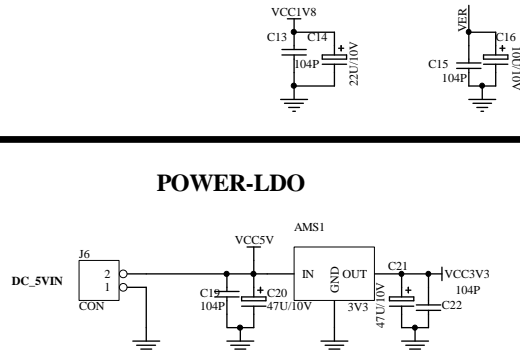 VCC1V8
C13
C14
+
104P
22U/10V
VER
C16
+
C15
104P
10U/10V
POWER-LDO
AMS1
VCC5V
J6
DC_5VIN
2
1
CON
C19
104P
+
C20
47U/10V
IN
GND
OUT
3V3
C21
+
47U/10V
VCC3V3
104P
C22